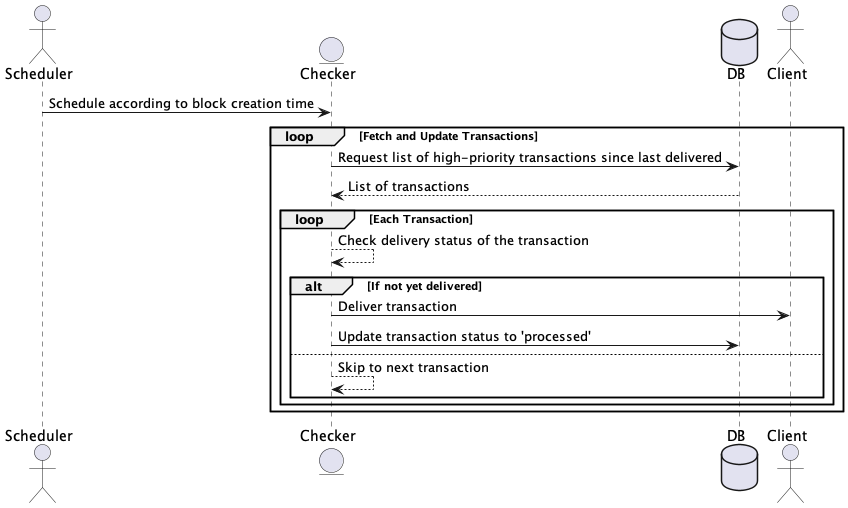 Scheduler
Checker
DB
Client
Schedule according to block creation time
loop [Fetch and Update Transactions]
Request list of high-priority transactions since last delivered
List of transactions
loop [Each Transaction]
Check delivery status of the transaction
alt [If not yet delivered]
Deliver transaction
Update transaction status to 'processed'
Skip to next transaction
Scheduler
Checker
DB
Client